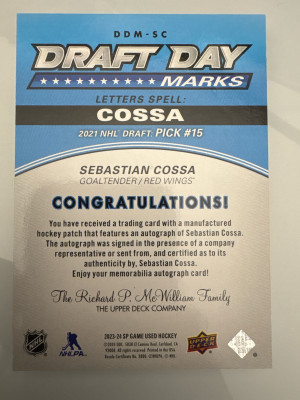 DDM-SC
DRAFT DAY
MARKS
LETTERS SPELL:
COSSA
2021 NHL DRAFT: PICK #15
SEBASTIAN COSSA
GOALTENDER / RED WINGS
CONGRATULATIONS!
You have received a trading card with a manufactured
hockey patch that features an autograph of Sebastian Cossa.
The autograph was signed in the presence of a company
representative or sent from, and certified as to its
authenticity by, Sebastian Cossa.
Enjoy your memorabilia autograph card!
The Richard P. McWilliam Family
THE UPPER DECK COMPANY
NHL
NHLPA
2023-24 SP GAME USED HOCKEY
UPPER DECK